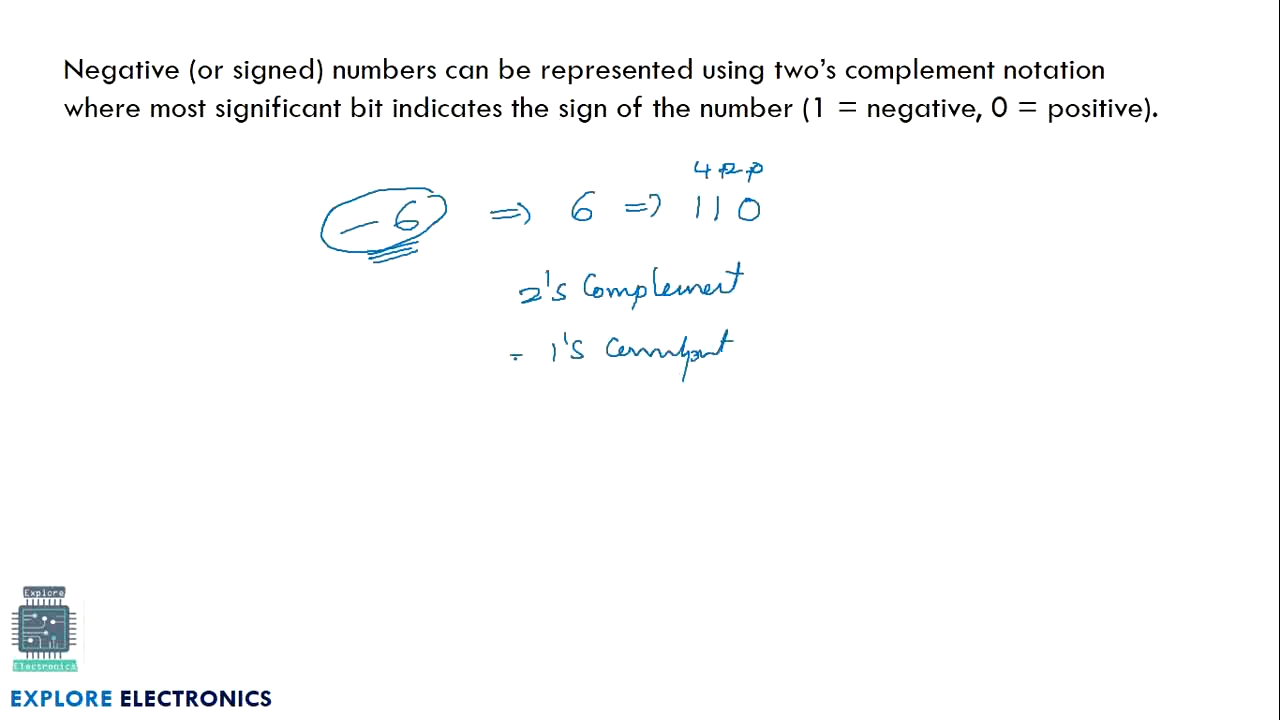 Negative (or signed) numbers can be represented using two's complement notation
where most significant bit indicates the sign of the number (1 = negative, 0 = positive).
4
- 6 => 6 => 110
2's Complement
= 1's
Explore
Electronics
EXPLORE ELECTRONICS